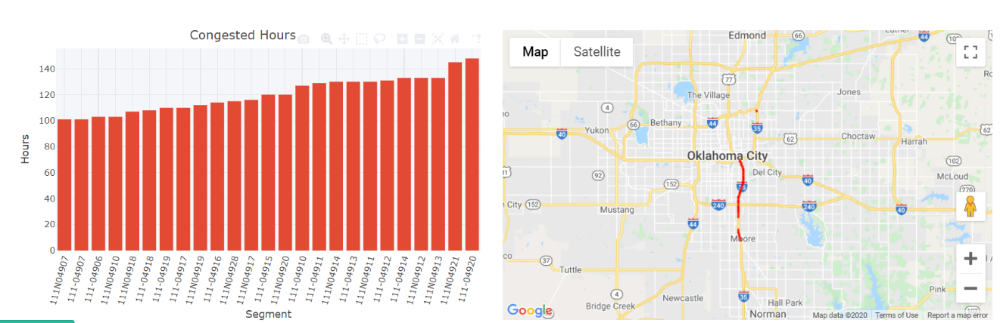 Congested Hours
Hours
140
120
100
80
60
40
20
0
111N04907
111-04907
111-04906
111N04910
111N04918
111-04918
111-04919
111-04917
111N04919
111-04916
111N04928
111N04917
111-04915
111N04920
111-04910
111N04911
111-04914
111-04913
111-04911
111N04912
111N04914
111-04912
111N04913
111N04921
111-04920
Segment
Map
Satellite
Edmond
66
44
Luther
77
The Village
Jones
4
66
Bethany
44
35
Yukon
40
62
Choctaw
Harrah
62
Oklahoma City
102
92
152
Del City
40
McLoud
270
n City
152
240
240
40
Mustang
44
Moore
37
Tuttle
4
Bridge Creek
Newcastle
35
Hall Park
Norman
Pink
+
−
Google
Map data ©2020
Terms of Use
Report a map error